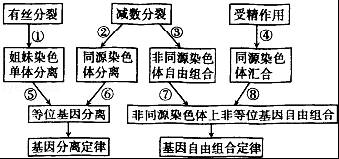 有丝分裂 减数分裂 受精作用
① ② ③ ④
姐妹染色单体分离 同源染色体分离 非同源染色体自由组合 同源染色体汇合
⑤ ⑥ ⑦ ⑧
等位基因分离 非同源染色体上非等位基因自由组合
基因分离定律 基因自由组合定律